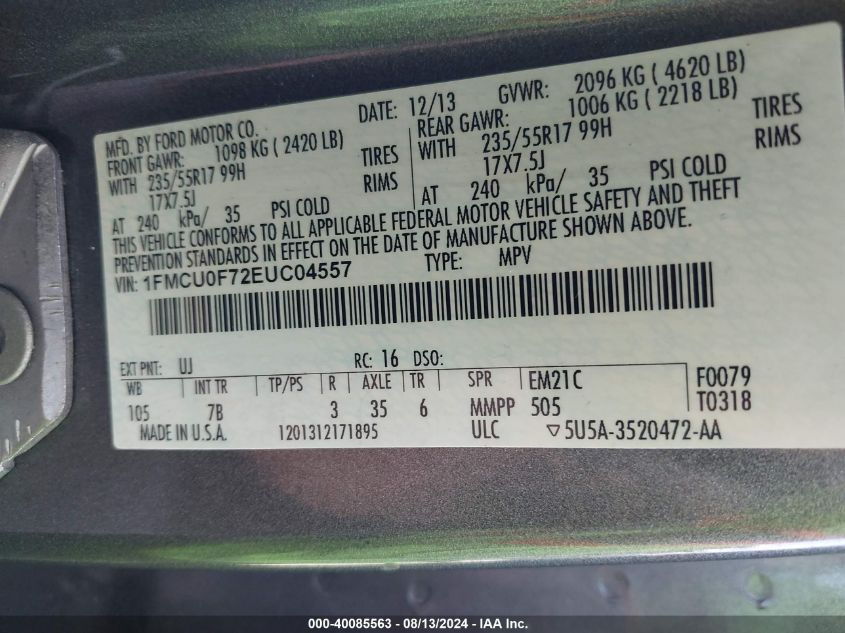 MFD. BY FORD MOTOR CO. DATE: 12/13 GVWR: 2096 KG ( 4620 LB)
FRONT GAWR: 1098 KG ( 2420 LB) REAR GAWR: 1006 KG ( 2218 LB)
WITH 235/55R17 99H TIRES WITH 235/55R17 99H TIRES
17X7.5J RIMS 17X7.5J RIMS
AT 240 kPa/ 35 PSI COLD AT 240 kPa/ 35 PSI COLD
THIS VEHICLE CONFORMS TO ALL APPLICABLE FEDERAL MOTOR VEHICLE SAFETY AND THEFT
PREVENTION STANDARDS IN EFFECT ON THE DATE OF MANUFACTURE SHOWN ABOVE.
VIN: 1FMCU0F72EUC04557 TYPE: MPV
EXT PNT: UJ RC: 16 DSO:
WB INT TR TP/PS R AXLE TR SPR EM21C F0079
105 7B 3 35 6 MMPP 505 T0318
MADE IN U.S.A. 1201312171895 ULC ▽5U5A-3520472-AA
000-40085563 - 08/13/2024 - IAAI Inc.